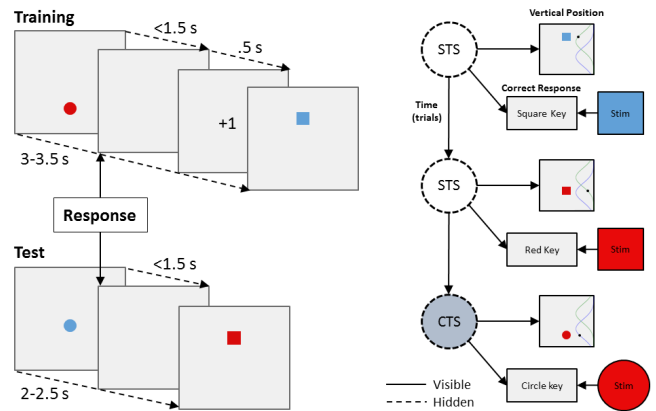 Training
<1.5 s
.5 s
+1
3-3.5 s
Response
Test
<1.5 s
2-2.5 s
Vertical Position
STS
Correct Response
Time
(trials)
Square Key
Stim
STS
Red Key
Stim
CTS
Circle key
Stim
Visible
Hidden